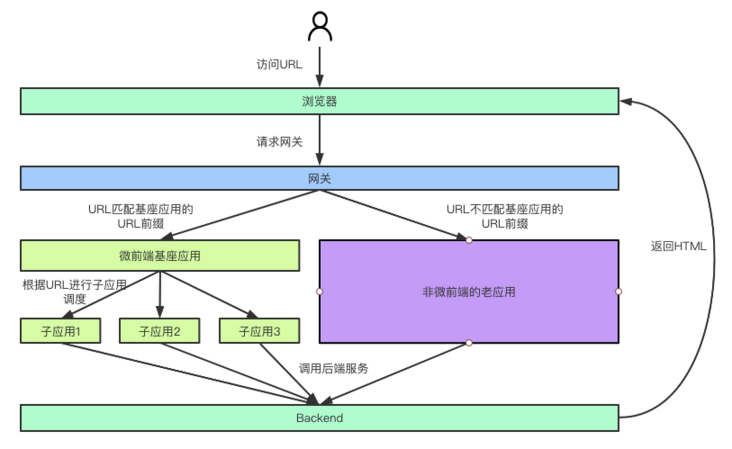 访问URL
浏览器
请求网关
网关
URL匹配基座应用的
URL前缀
URL不匹配基座应用的
URL前缀
微前端基座应用
非微前端的老应用
返回HTML
根据URL进行子应用
调度
子应用1
子应用2
子应用3
调用后端服务
Backend